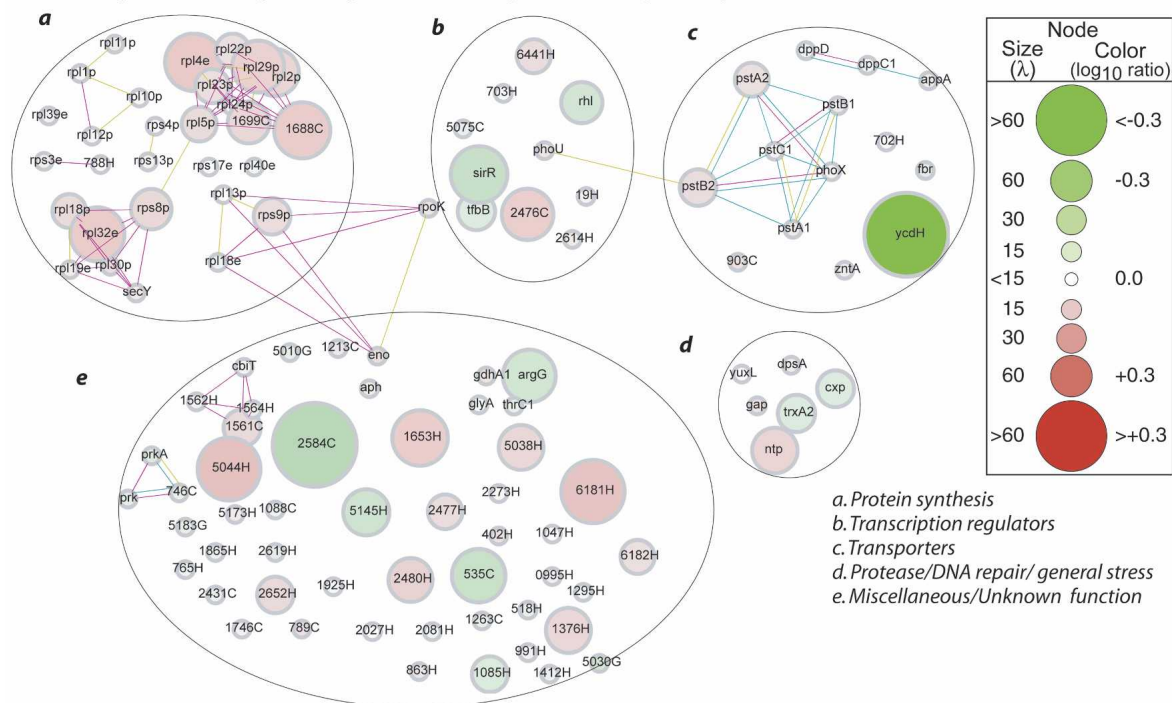 a
rpl11p
rpl1p
rpl10p
rpl39e
rpl12p
rps4p
rps3e
788H
rps13p
rpl22p
rpl4e
rpl29p
rpl23p
rpl2p
rpl24p
rpl5p
1699C
1688C
rps17e
rpl40e
rpl13p
rpl18p
rps8p
rps9p
rpl32e
rpl18e
rpl19e
rpl30p
secY
rpoK
b
6441H
703H
rhl
5075C
phoU
sirR
19H
tfbB
2476C
2614H
c
dppD
dppC1
appA
pstA2
pstB1
702H
pstC1
phoX
fbr
pstB2
pstA1
ycdH
903C
zntA
Node
Size
(λ)
Color
(log10 ratio)
>60 <-0.3
60 -0.3
30
15
<15 0.0
15
30
60 +0.3
>60 >+0.3
d
yuxL
dpsA
cxp
gap
trxA2
ntp
e
5010G
1213C
eno
cbiT
aph
gdhA1
argG
glyA
thrC1
1562H
1564H
1561C
2584C
1653H
5038H
prkA
5044H
6181H
prk
746C
5173H
1088C
5145H
2477H
2273H
5183G
402H
1047H
6182H
1865H
2619H
765H
2480H
535C
0995H
2431C
2652H
1925H
1295H
518H
1263C
1746C
789C
2027H
2081H
1376H
991H
863H
1085H
1412H
5030G
a. Protein synthesis
b. Transcription regulators
c. Transporters
d. Protease/DNA repair/ general stress
e. Miscellaneous/Unknown function